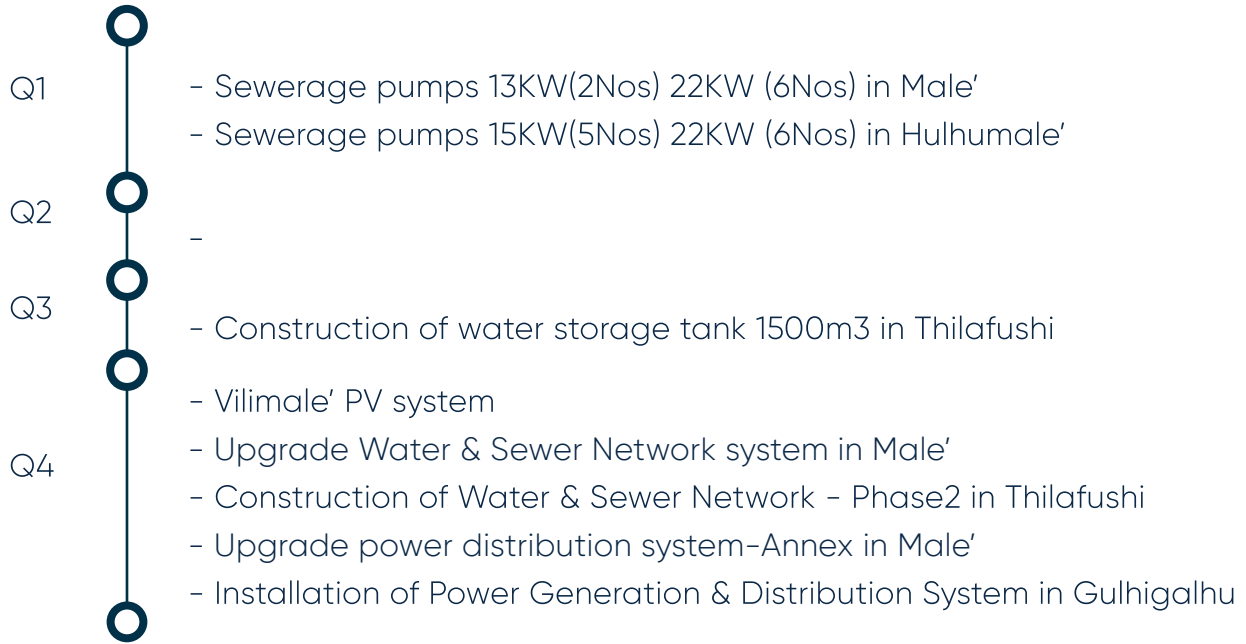 Q1
- Sewerage pumps 13KW(2Nos) 22KW (6Nos) in Male’
- Sewerage pumps 15KW(5Nos) 22KW (6Nos) in Hulhumale’
Q2
-
Q3
- Construction of water storage tank 1500m3 in Thilafushi
Q4
- Vilimale’ PV system
- Upgrade Water & Sewer Network system in Male’
- Construction of Water & Sewer Network - Phase2 in Thilafushi
- Upgrade power distribution system-Annex in Male’
- Installation of Power Generation & Distribution System in Gulhigalhu